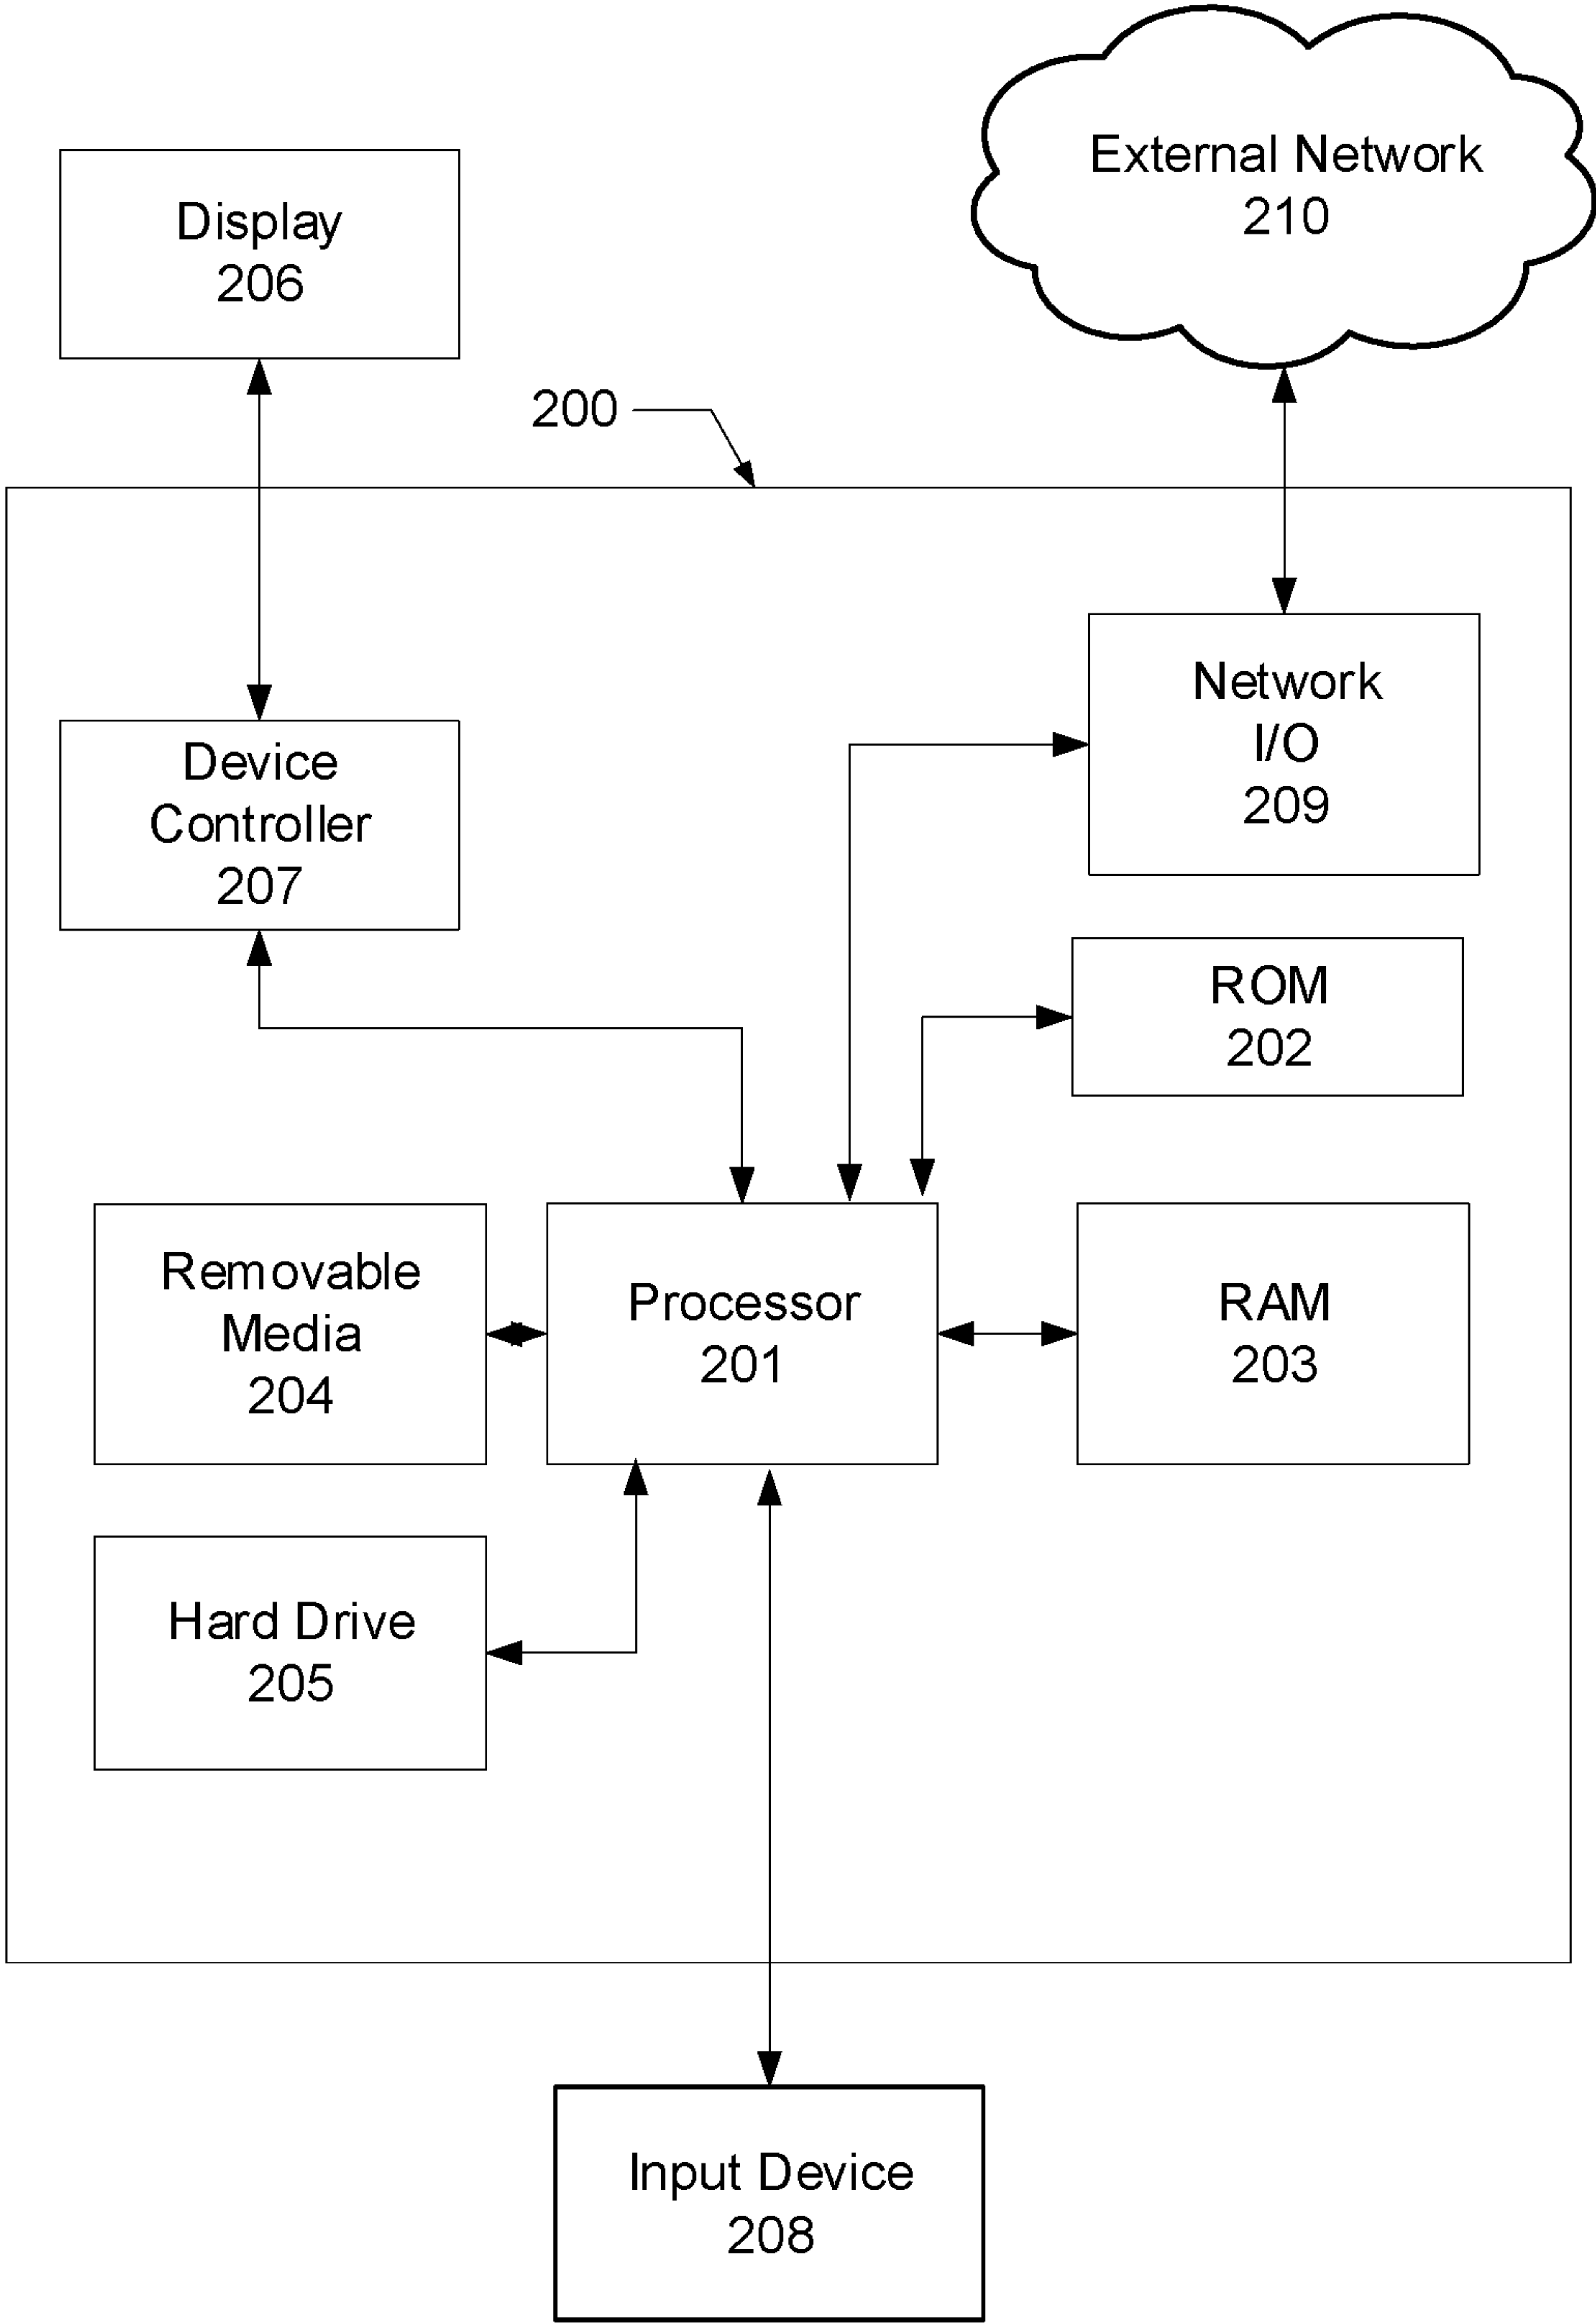 External Network
210
Display
206
200
Network
I/O
209
Device
Controller
207
ROM
202
Removable
Media
204
Processor
201
RAM
203
Hard Drive
205
Input Device
208